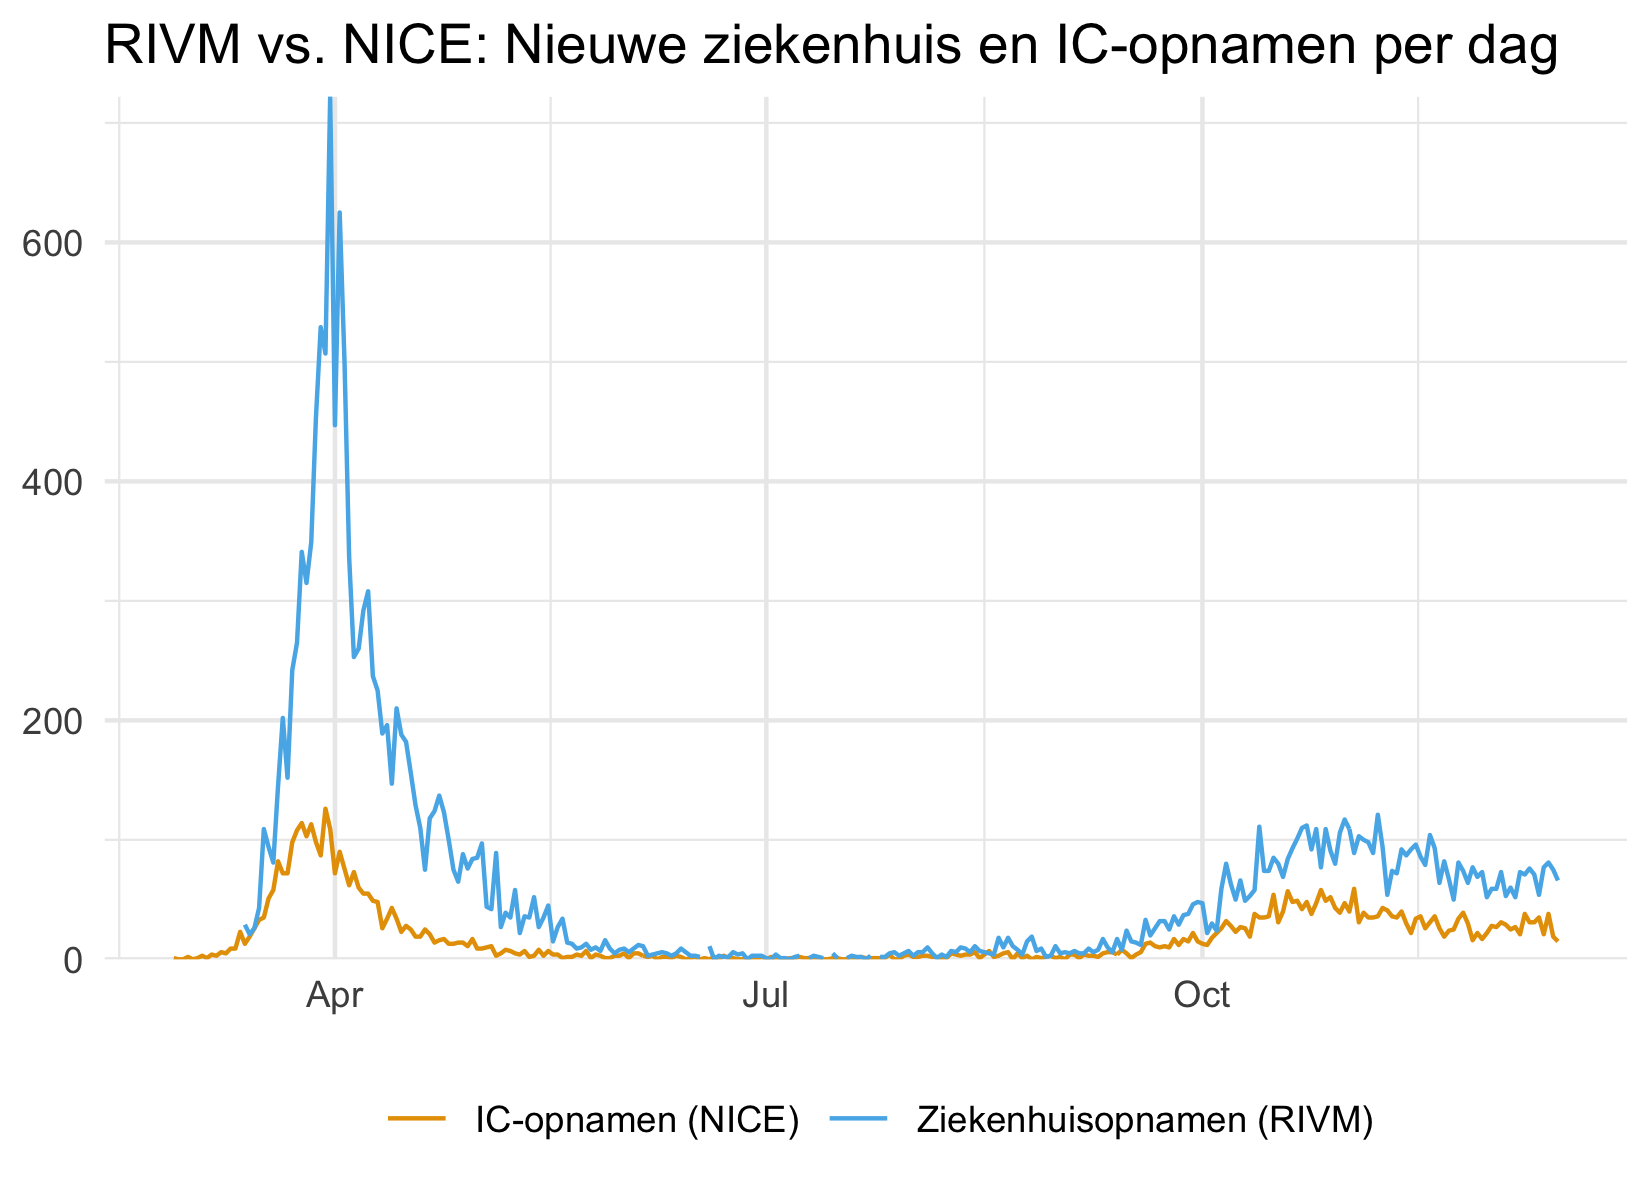 RIVM vs. NICE: Nieuwe ziekenhuis en IC-opnamen per dag
600
400
200
0
Apr Jul Oct
IC-opnamen (NICE) Ziekenhuisopnamen (RIVM)